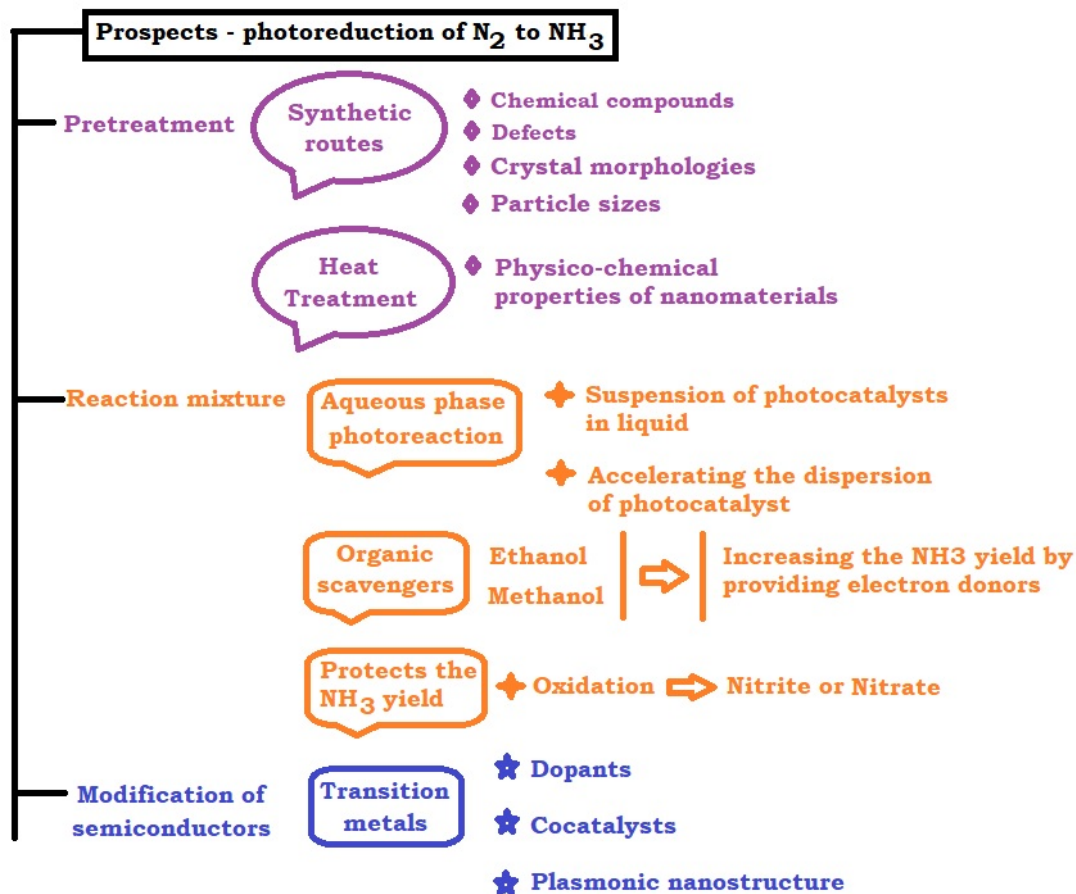 Prospects - photoreduction of N₂ to NH₃
Pretreatment
Synthetic
routes
Chemical compounds
Defects
Crystal morphologies
Particle sizes
Heat
Treatment
Physico-chemical
properties of nanomaterials
Reaction mixture
Aqueous phase
photoreaction
Suspension of photocatalysts
in liquid
Accelerating the dispersion
of photocatalyst
Organic
scavengers
Ethanol
Methanol
Increasing the NH3 yield by
providing electron donors
Protects the
NH₃ yield
Oxidation
Nitrite or Nitrate
Modification of
semiconductors
Transition
metals
Dopants
Cocatalysts
Plasmonic nanostructure